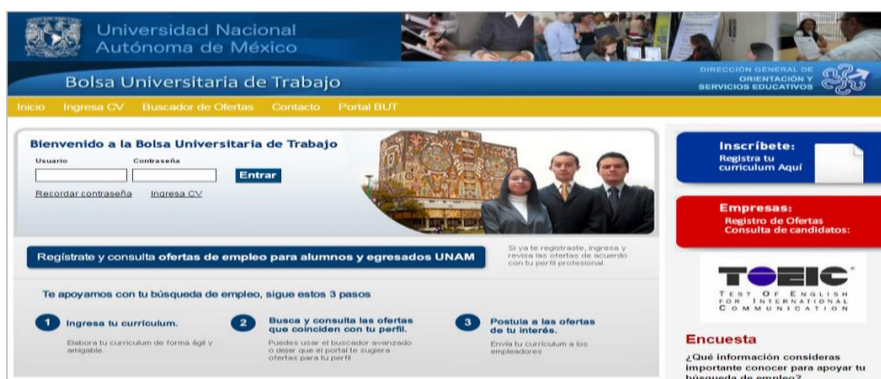 Universidad Nacional
Autónoma de México
Bolsa Universitaria de Trabajo
DIRECCIÓN GENERAL DE
ORIENTACIÓN Y
SERVICIOS EDUCATIVOS
Inicio Ingresa CV Buscador de Ofertas Contacto Portal BUT
Bienvenido a la Bolsa Universitaria de Trabajo
Usuario Contraseña
Entrar
Recordar contraseña Ingresa CV
Inscríbete:
Registra tu
curriculum Aquí
Empresas:
Registro de Ofertas
Consulta de candidatos:
Regístrate y consulta ofertas de empleo para alumnos y egresados UNAM
Si ya te registraste, ingresa y
revisa las ofertas de acuerdo
con tu perfil profesional.
TOEIC
TEST OF ENGLISH
FOR INTERNATIONAL
COMMUNICATION
Te apoyamos con tu búsqueda de empleo, sigue estos 3 pasos
1 Ingresa tu curriculum.
Elabora tu curriculum de forma ágil y
amigable.
2 Busca y consulta las ofertas
que coinciden con tu perfil.
Puedes usar el buscador avanzado
o dejar que el portal te sugiera
ofertas para tu perfil
3 Postula a las ofertas
de tu interés.
Envía tu curriculum a los
empleadores
Encuesta
¿Qué información consideras
importante conocer para apoyar tu
búsqueda de empleo?